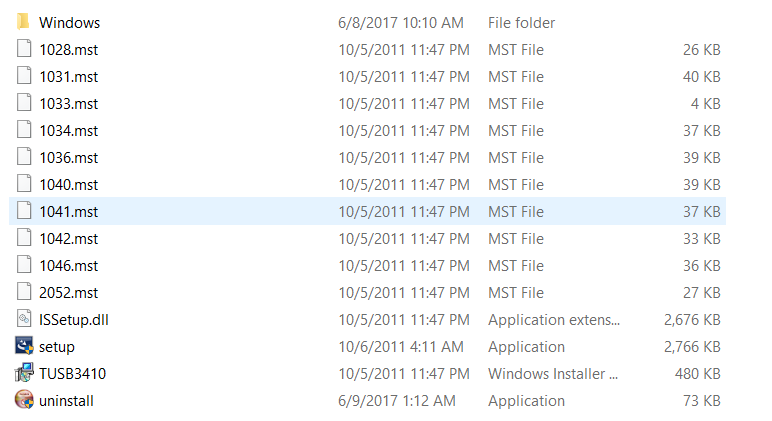 Windows 6/8/2017 10:10 AM File folder
1028.mst 10/5/2011 11:47 PM MST File 26 KB
1031.mst 10/5/2011 11:47 PM MST File 40 KB
1033.mst 10/5/2011 11:47 PM MST File 4 KB
1034.mst 10/5/2011 11:47 PM MST File 37 KB
1036.mst 10/5/2011 11:47 PM MST File 39 KB
1040.mst 10/5/2011 11:47 PM MST File 39 KB
1041.mst 10/5/2011 11:47 PM MST File 37 KB
1042.mst 10/5/2011 11:47 PM MST File 33 KB
1046.mst 10/5/2011 11:47 PM MST File 36 KB
2052.mst 10/5/2011 11:47 PM MST File 27 KB
ISSetup.dll 10/5/2011 11:47 PM Application extens... 2,676 KB
setup 10/6/2011 4:11 AM Application 2,766 KB
TUSB3410 10/5/2011 11:47 PM Windows Installer ... 480 KB
uninstall 6/9/2017 1:12 AM Application 73 KB